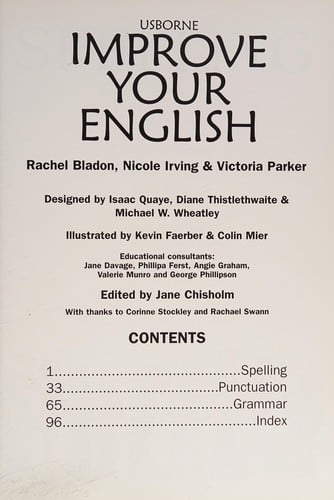 USBORNE
IMPROVE
YOUR
ENGLISH
Rachel Bladon, Nicole Irving & Victoria Parker
Designed by Isaac Quaye, Diane Thistlethwaite &
Michael W. Wheatley
Illustrated by Kevin Faerber & Colin Mier
Educational consultants:
Jane Davage, Phillipa Ferst, Angie Graham,
Valerie Munro and George Phillipson
Edited by Jane Chisholm
With thanks to Corinne Stockley and Rachael Swann
CONTENTS
1..........................................Spelling
33...................................Punctuation
65......................................Grammar
96............................................Index